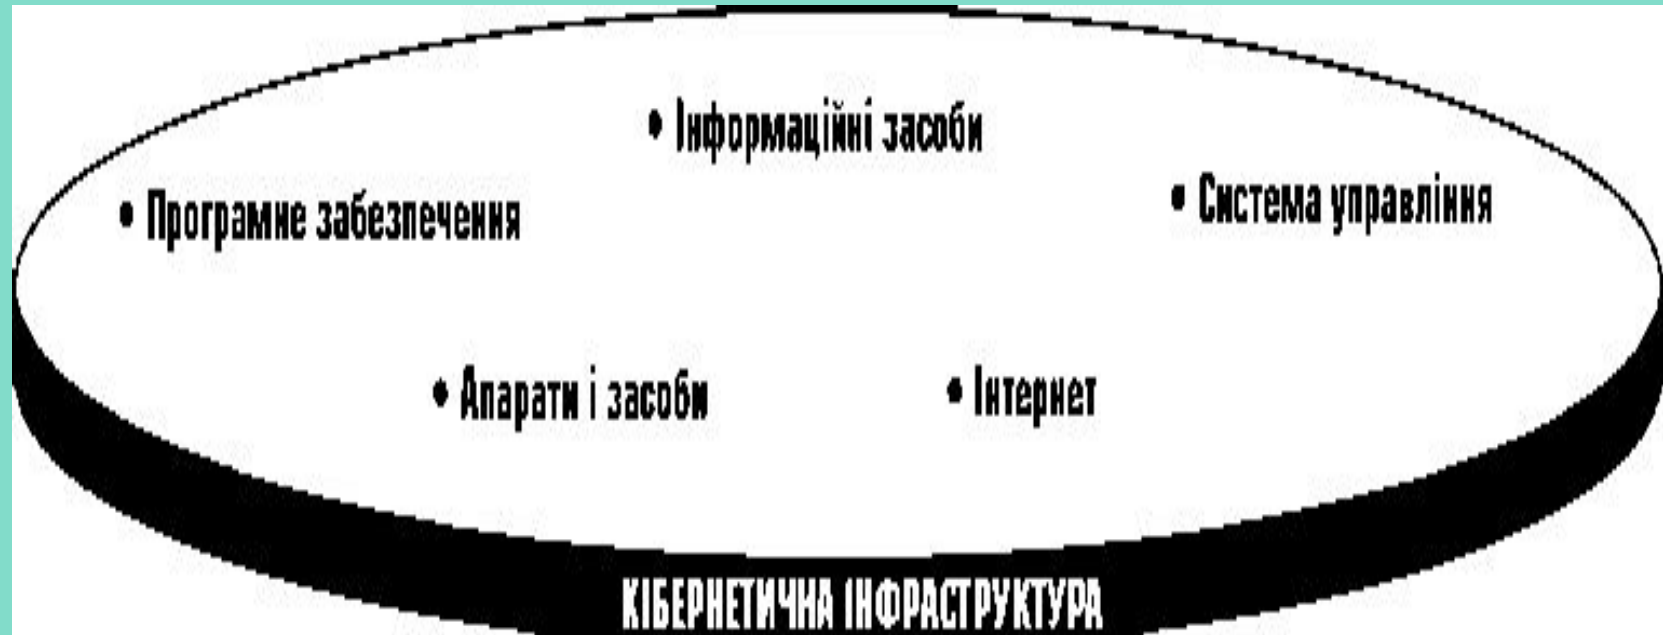 • Інформаційні засоби
• Програмне забезпечення
• Система управління
• Апарати і засоби
• Інтернет
КІБЕРНЕТИЧНА ІНФРАСТРУКТУРА